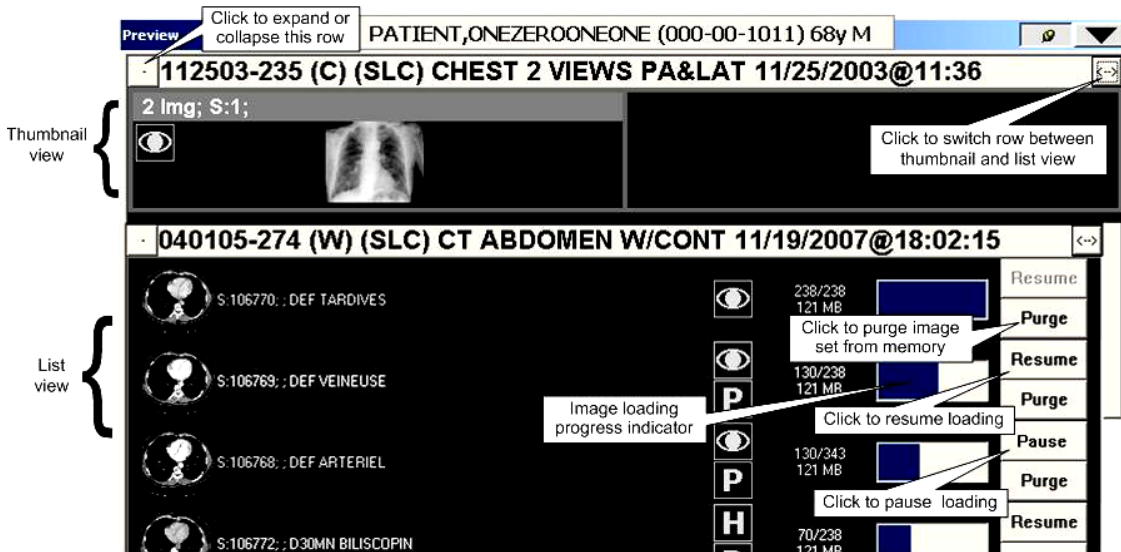 Click to expand or
collapse this row
Preview
PATIENT,ONEZEROONEONE (000-00-1011) 68y M
· 112503-235 (C) (SLC) CHEST 2 VIEWS PA&LAT 11/25/2003@11:36
<-->
2 Img; S:1;
Thumbnail
view
Click to switch row between
thumbnail and list view
· 040105-274 (W) (SLC) CT ABDOMEN W/CONT 11/19/2007@18:02:15
<-->
S:106770; ; DEF TARDIVES
238/238
121 MB
Resume
Purge
Click to purge image
set from memory
List
view
S:106769; ; DEF VEINEUSE
P
130/238
121 MB
Resume
Purge
Image loading
progress indicator
Click to resume loading
S:106768; ; DEF ARTERIEL
P
130/343
121 MB
Pause
Purge
Click to pause loading
S:106772; ; D30MN BILISCOPIN
H
70/238
121 MB
Resume